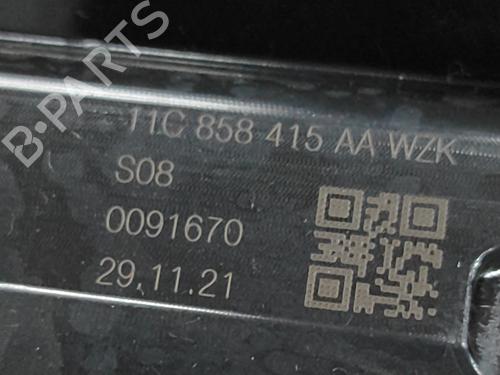 B-PARTS
11C 858 415 AA WZK
S08
0091670
29.11.21